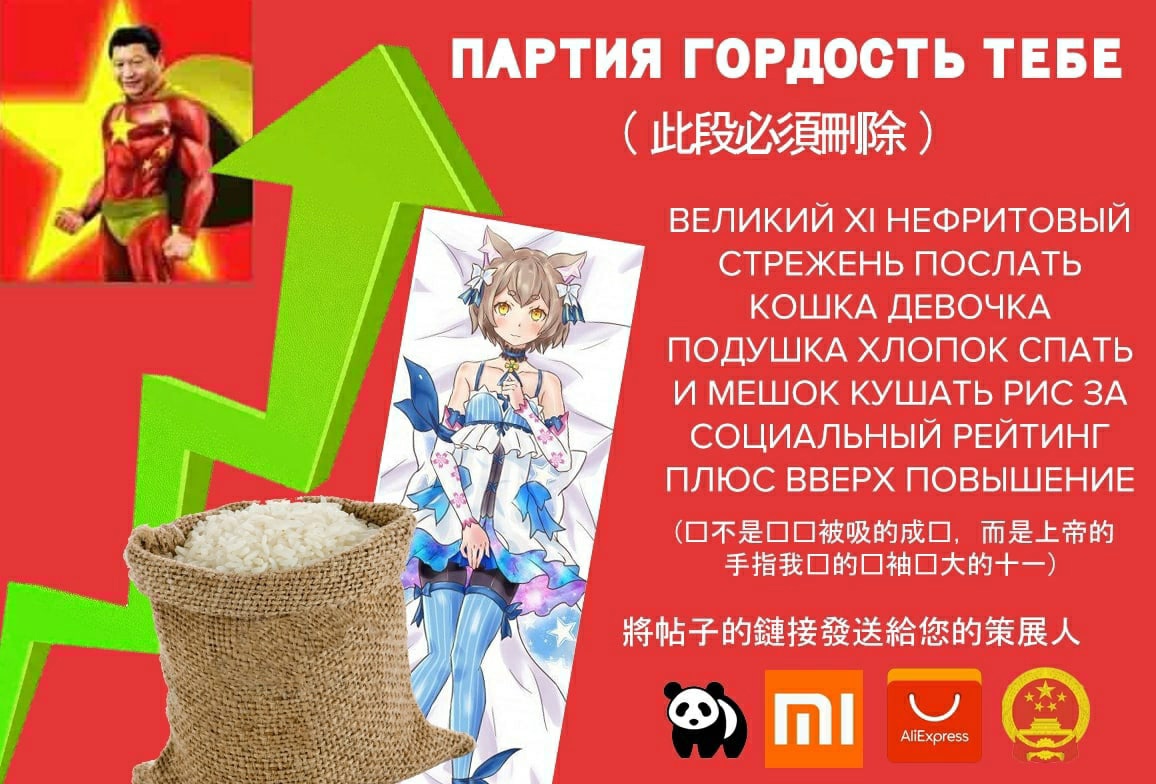 ПАРТИЯ ГОРДОСТЬ ТЕБЕ
（此段必須刪除）
ВЕЛИКИЙ XI НЕФРИТОВЫЙ
СТРЕЖЕНЬ ПОСЛАТЬ
КОШКА ДЕВОЧКА
ПОДУШКА ХЛОПОК СПАТЬ
И МЕШОК КУШАТЬ РИС ЗА
СОЦИАЛЬНЫЙ РЕЙТИНГ
ПЛЮС ВВЕРХ ПОВЫШЕНИЕ
(□不是□□被吸的成□，而是上帝的
手指我□的□袖□大的十一)
將帖子的鏈接發送給您的策展人
mi
AliExpress